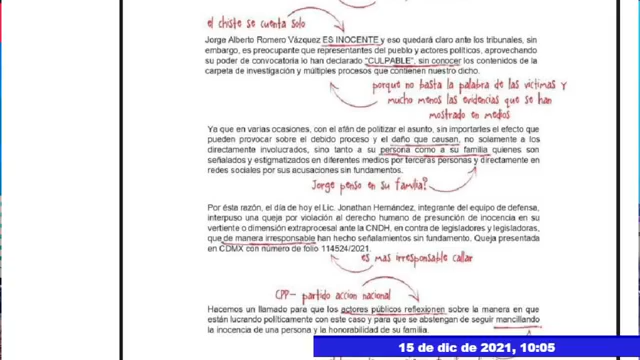 el chiste se cuenta solo
Jorge Alberto Romero Vázquez ES INOCENTE y eso quedará claro ante los tribunales, sin
embargo, es preocupante que representantes del pueblo y actores políticos, aprovechando
su poder de convocatoria lo han declarado "CULPABLE", sin conocer los contenidos de la
carpeta de investigación y múltiples procesos que contienen nuestro dicho.
porque no basta la palabra de las victimas y
mucho menos las evidencias que se han
mostrado en medios
Ya que en varias ocasiones, con el afán de politizar el asunto, sin importarles el efecto que
pueden provocar sobre el debido proceso y el daño que causan, no solamente a los
directamente involucrados, sino tanto a su persona como a su familia quienes son
señalados y estigmatizados en diferentes medios por terceras personas y directamente en
redes sociales por sus acusaciones sin fundamentos.
Jorge penso en su familia?
Por ésta razón, el día de hoy el Lic. Jonathan Hernández, integrante del equipo de defensa,
interpuso una queja por violación al derecho humano de presunción de inocencia en su
vertiente o dimensión extraprocesal ante la CNDH, en contra de legisladores y legisladoras,
que de manera irresponsable han hecho señalamientos sin fundamento. Queja presentada
en CDMX con número de folio 114524/2021.
es mas irresponsable callar
CPP- partido accion nacional
Hacemos un llamado para que los actores públicos reflexionen sobre la manera en que
están lucrando políticamente con este caso y para que se abstengan de seguir mancillando
la inocencia de una persona y la honorabilidad de su familia.
15 de dic de 2021, 10:05